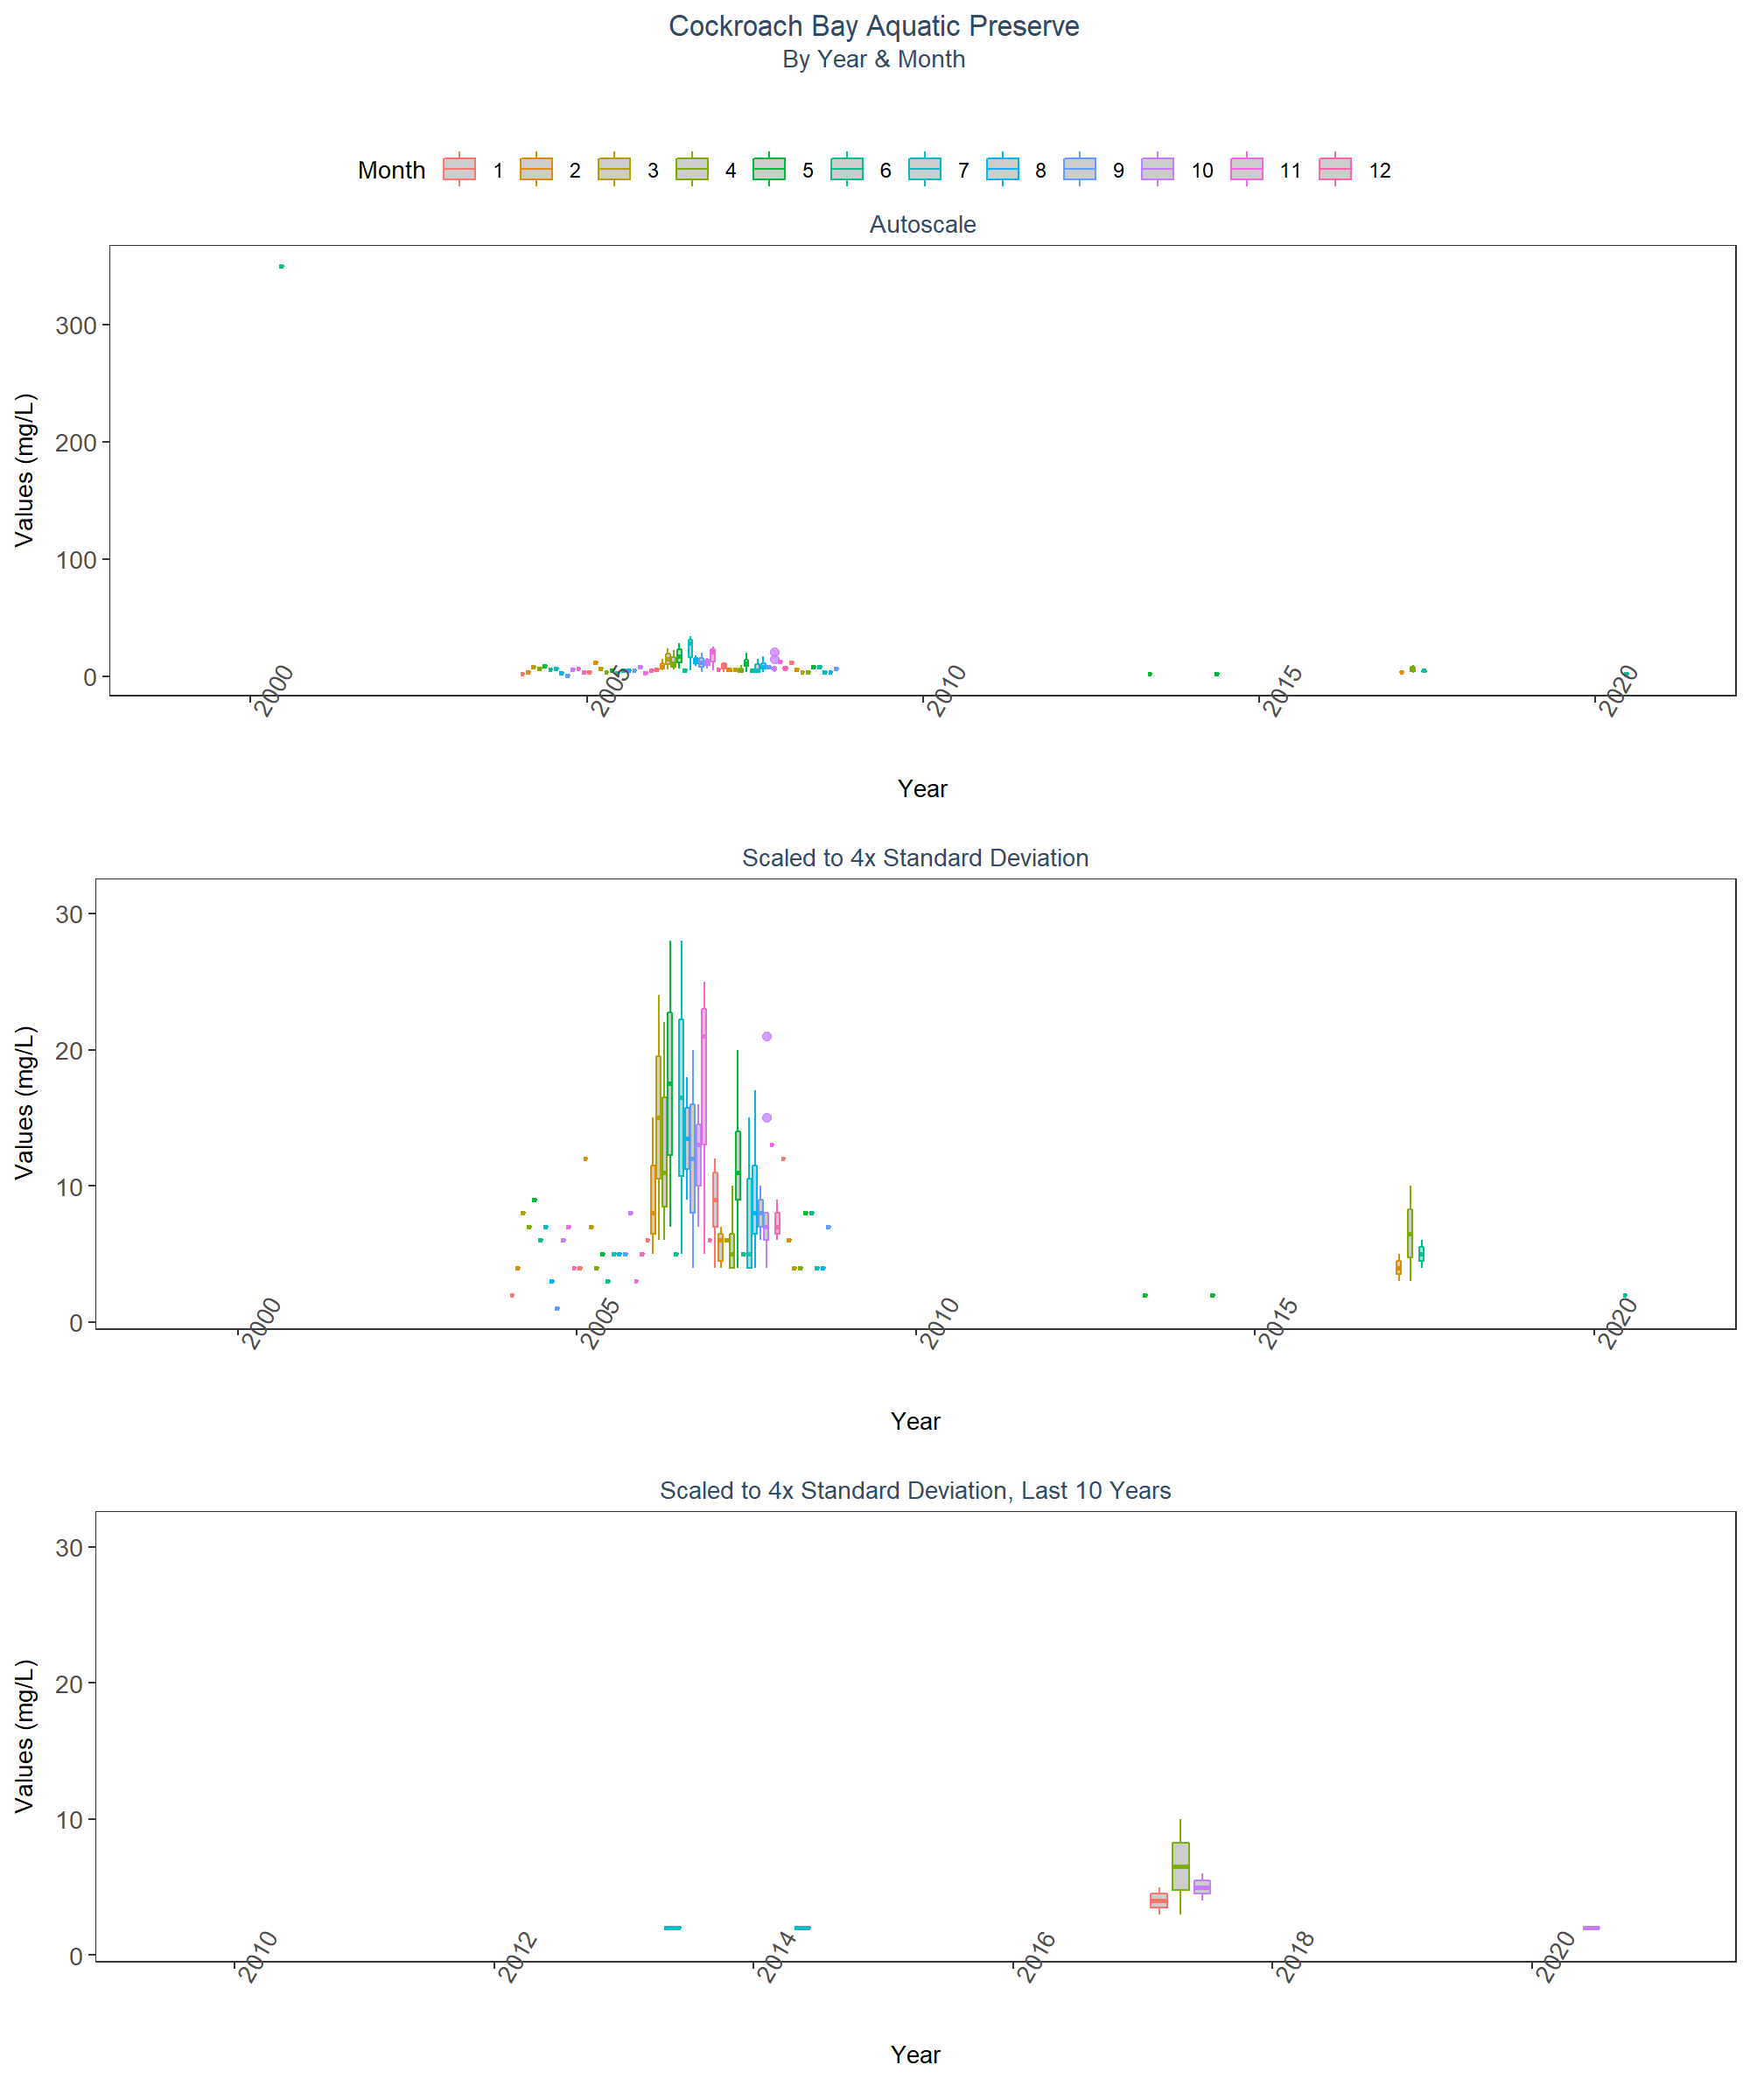 Cockroach Bay Aquatic Preserve
By Year & Month
Month 1 2 3 4 5 6 7 8 9 10 11 12
Autoscale
Values (mg/L)
300
200
100
0
2000 2005 2010 2015 2020
Year
Scaled to 4x Standard Deviation
Values (mg/L)
30
20
10
0
2000 2005 2010 2015 2020
Year
Scaled to 4x Standard Deviation, Last 10 Years
Values (mg/L)
30
20
10
0
2010 2012 2014 2016 2018 2020
Year